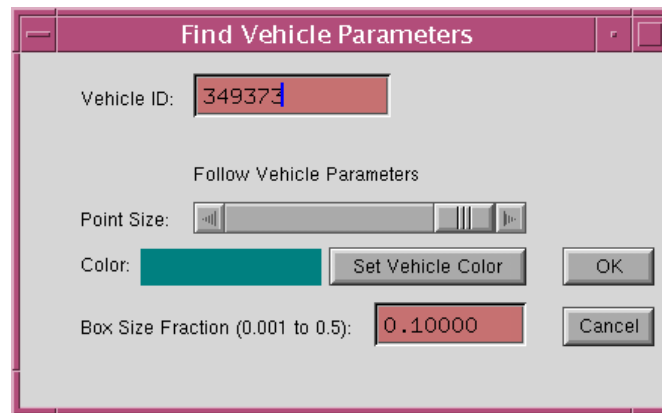 Find Vehicle Parameters
Vehicle ID: 349373
Follow Vehicle Parameters
Point Size:
Color: Set Vehicle Color OK
Box Size Fraction (0.001 to 0.5): 0.10000 Cancel